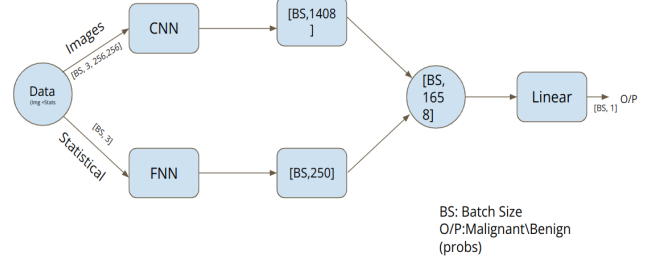 Images
[BS, 3, 256,256]
CNN
[BS,1408
]
Data
(Img +Stats
[BS,
165
8]
Linear
[BS, 1]
O/P
[BS, 3]
Statistical
FNN
[BS,250]
BS: Batch Size
O/P:Malignant\Benign
(probs)